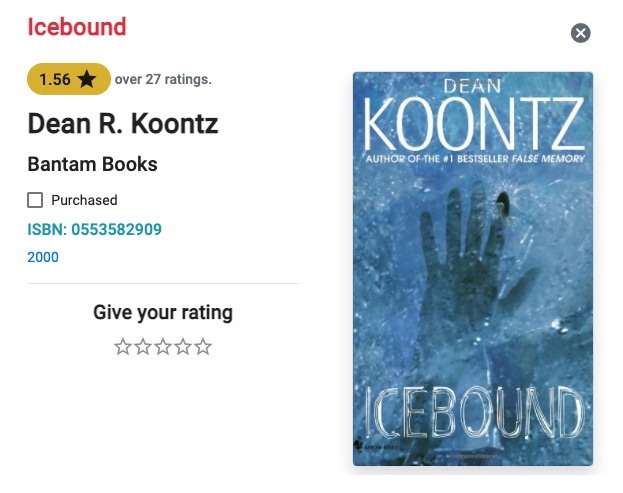 Icebound
1.56 over 27 ratings.
Dean R. Koontz
Bantam Books
Purchased
ISBN: 0553582909
2000
Give your rating
DEAN
KOONTZ
AUTHOR OF THE #1 BESTSELLER FALSE MEMORY
ICEBOUND